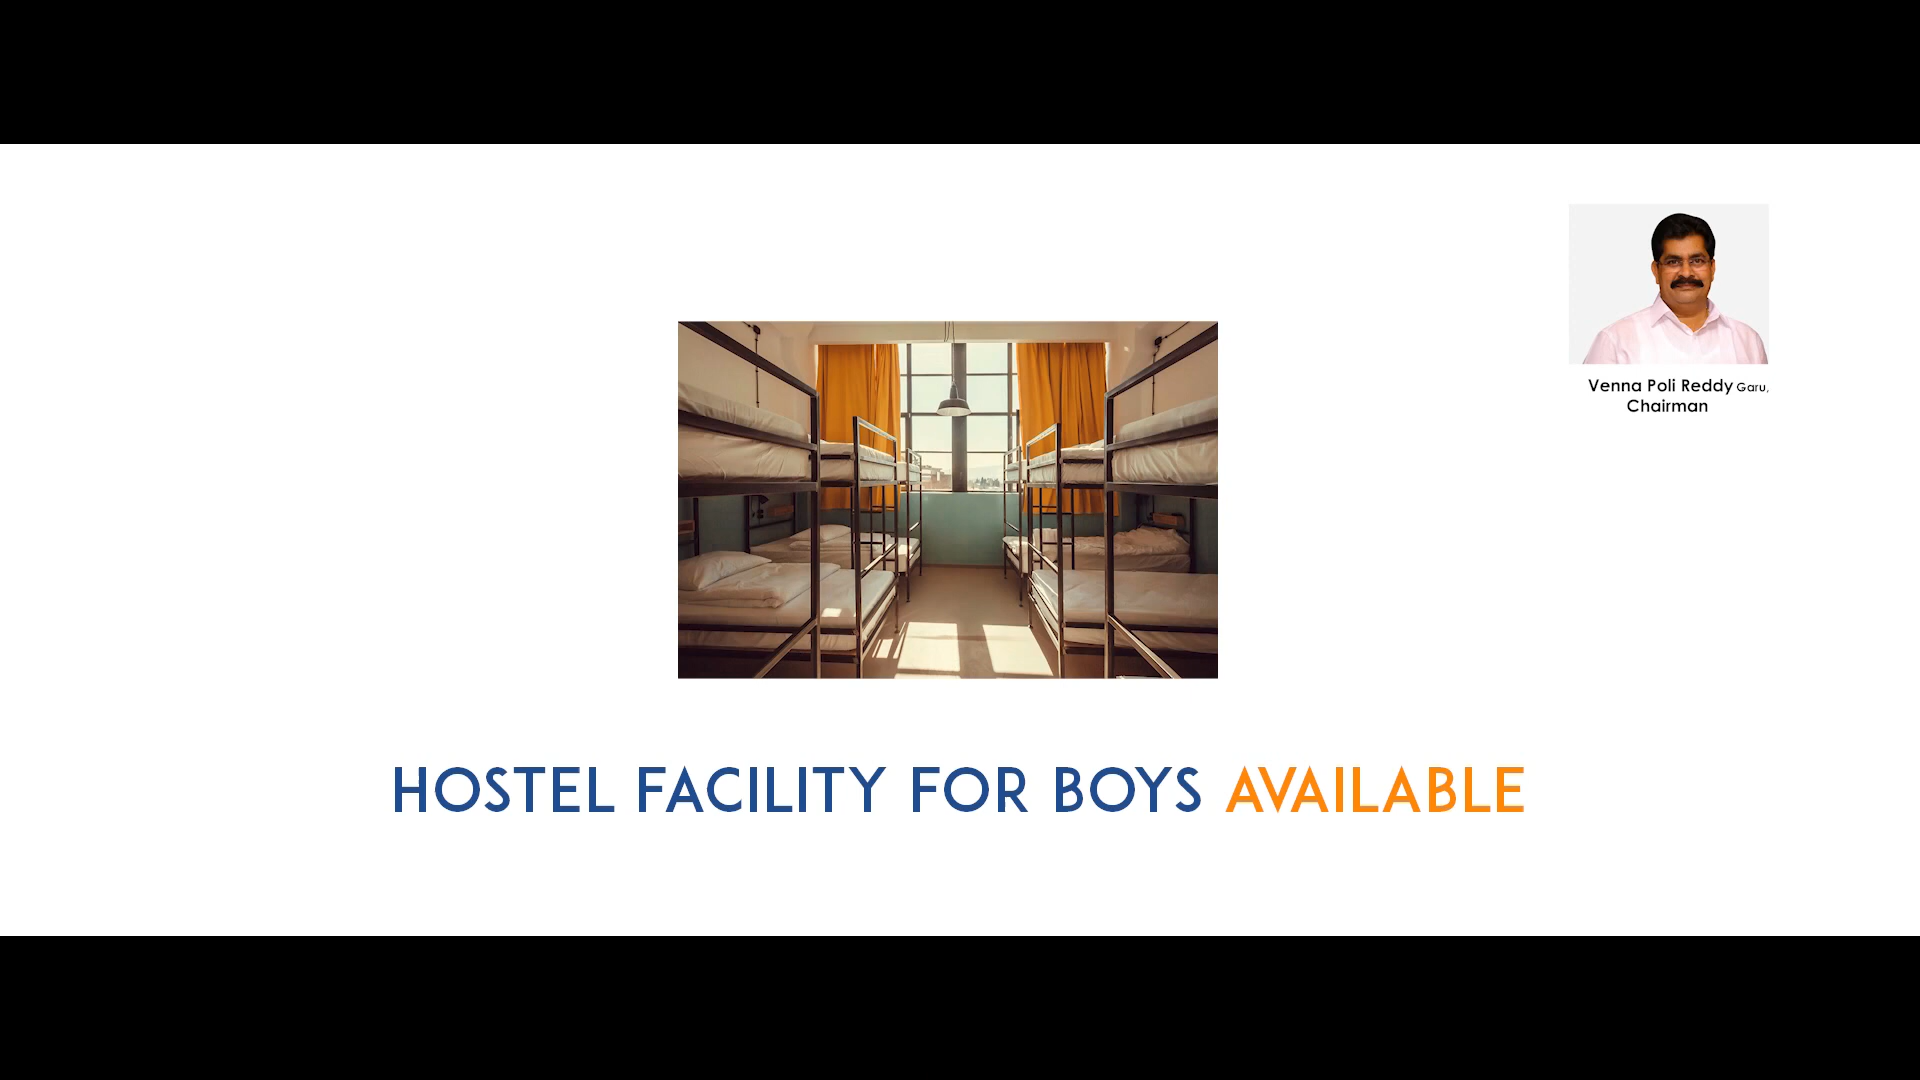 Venna Poli Reddy Garu,
Chairman
HOSTEL FACILITY FOR BOYS AVAILABLE